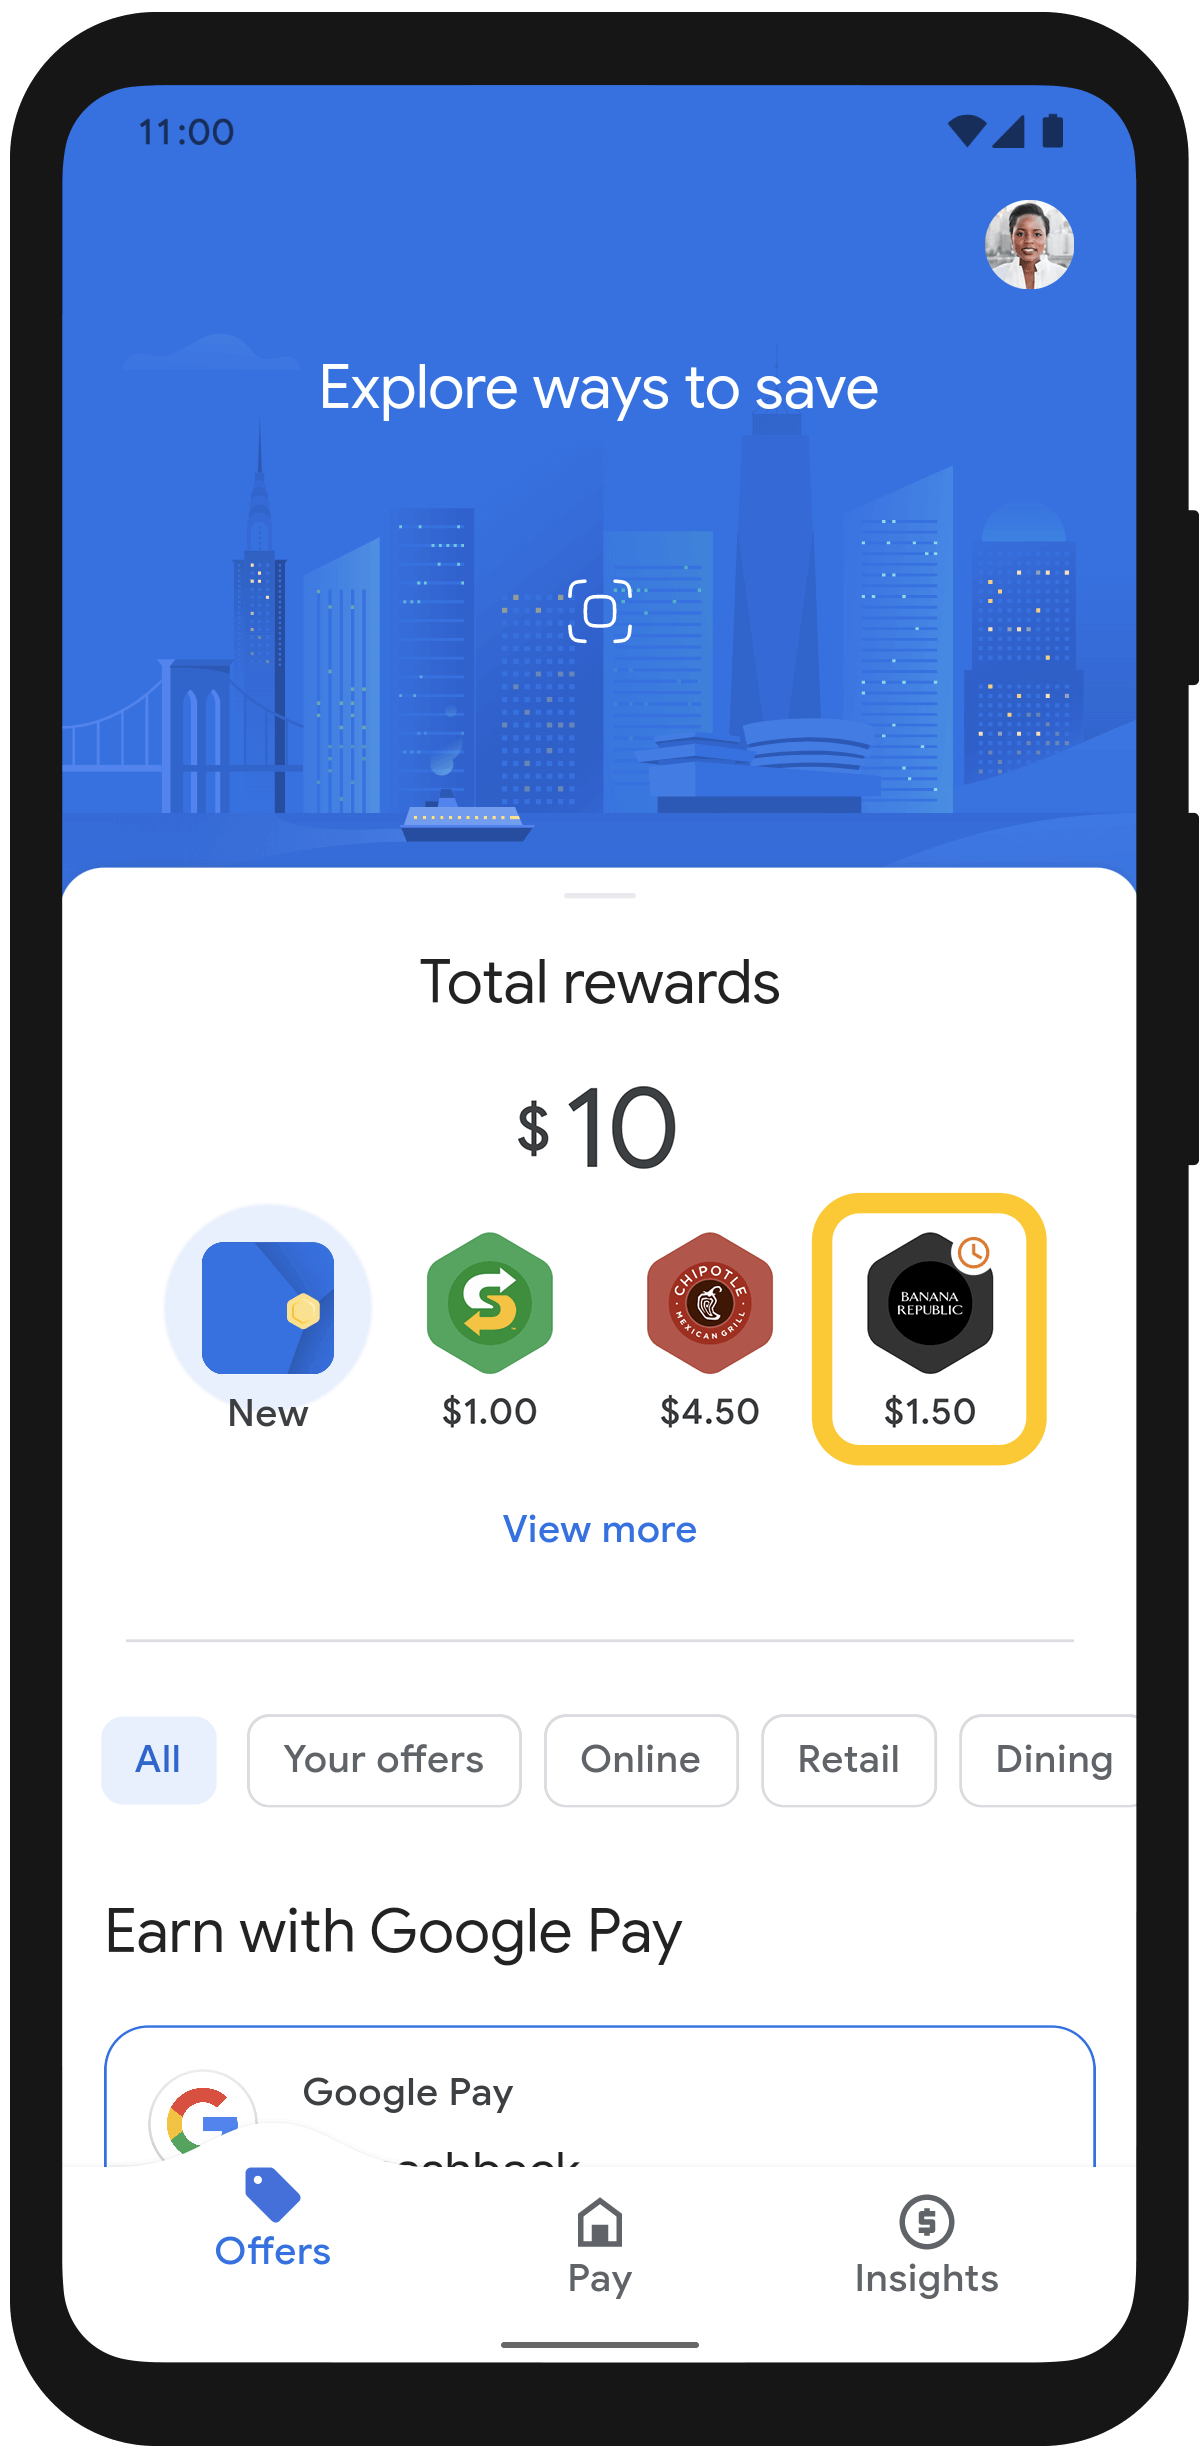 11:00
Explore ways to save
Total rewards
$10
CHIPOTLE
MEXICAN GRILL
BANANA
REPUBLIC
New
$1.00
$4.50
$1.50
View more
All
Your offers
Online
Retail
Dining
Earn with Google Pay
Google Pay
Offers
Pay
Insights